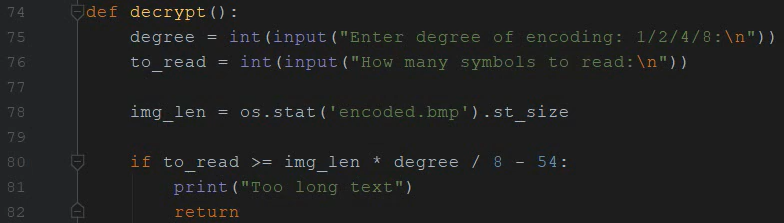 74 def decrypt():
75     degree = int(input("Enter degree of encoding: 1/2/4/8:\n"))
76     to_read = int(input("How many symbols to read:\n"))
77
78     img_len = os.stat('encoded.bmp').st_size
79
80     if to_read >= img_len * degree / 8 - 54:
81         print("Too long text")
82         return